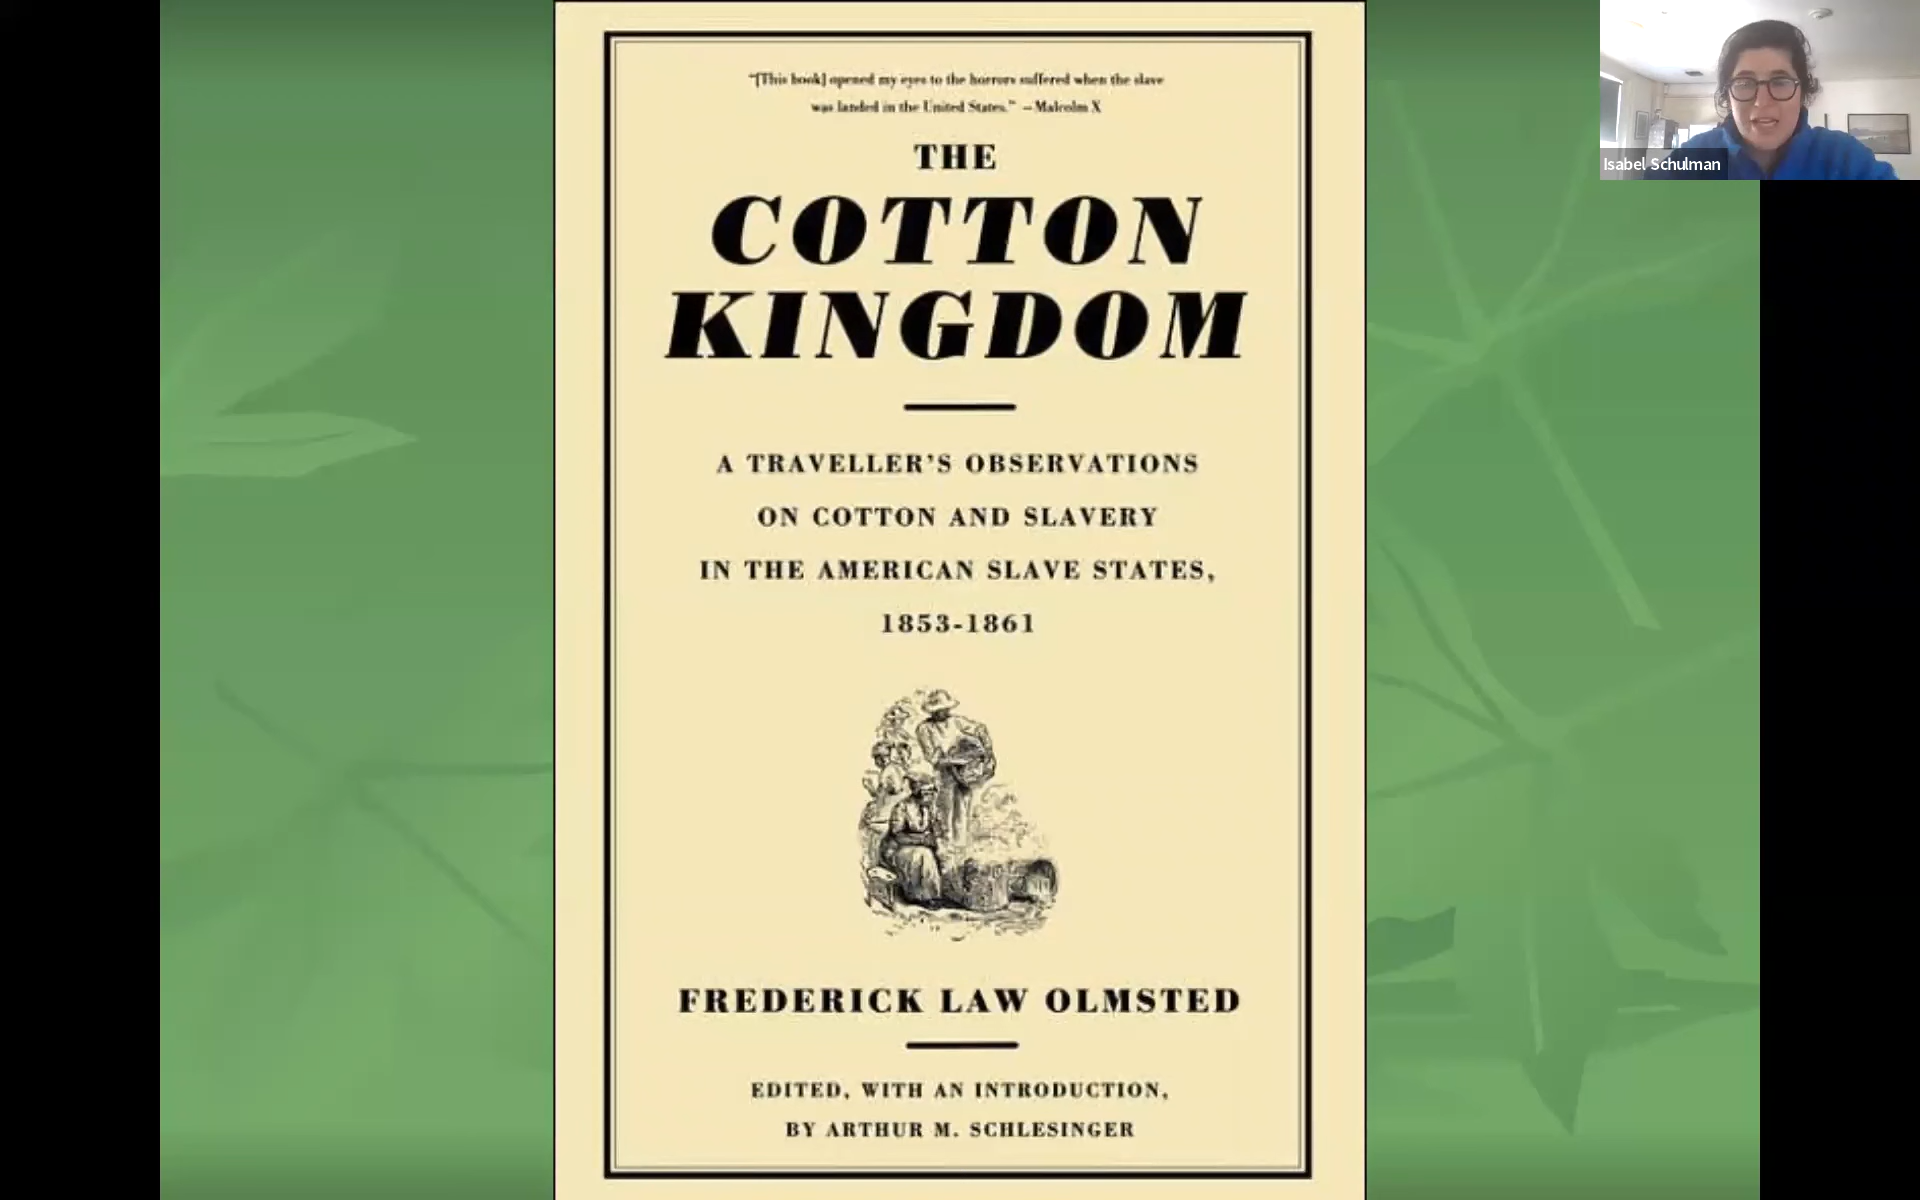 "[This book] opened my eyes to the horrors suffered when the slave
was landed in the United States." —Malcolm X
THE
COTTON
KINGDOM
A TRAVELLER'S OBSERVATIONS
ON COTTON AND SLAVERY
IN THE AMERICAN SLAVE STATES,
1853-1861
FREDERICK LAW OLMSTED
EDITED, WITH AN INTRODUCTION,
BY ARTHUR M. SCHLESINGER
Isabel Schulman